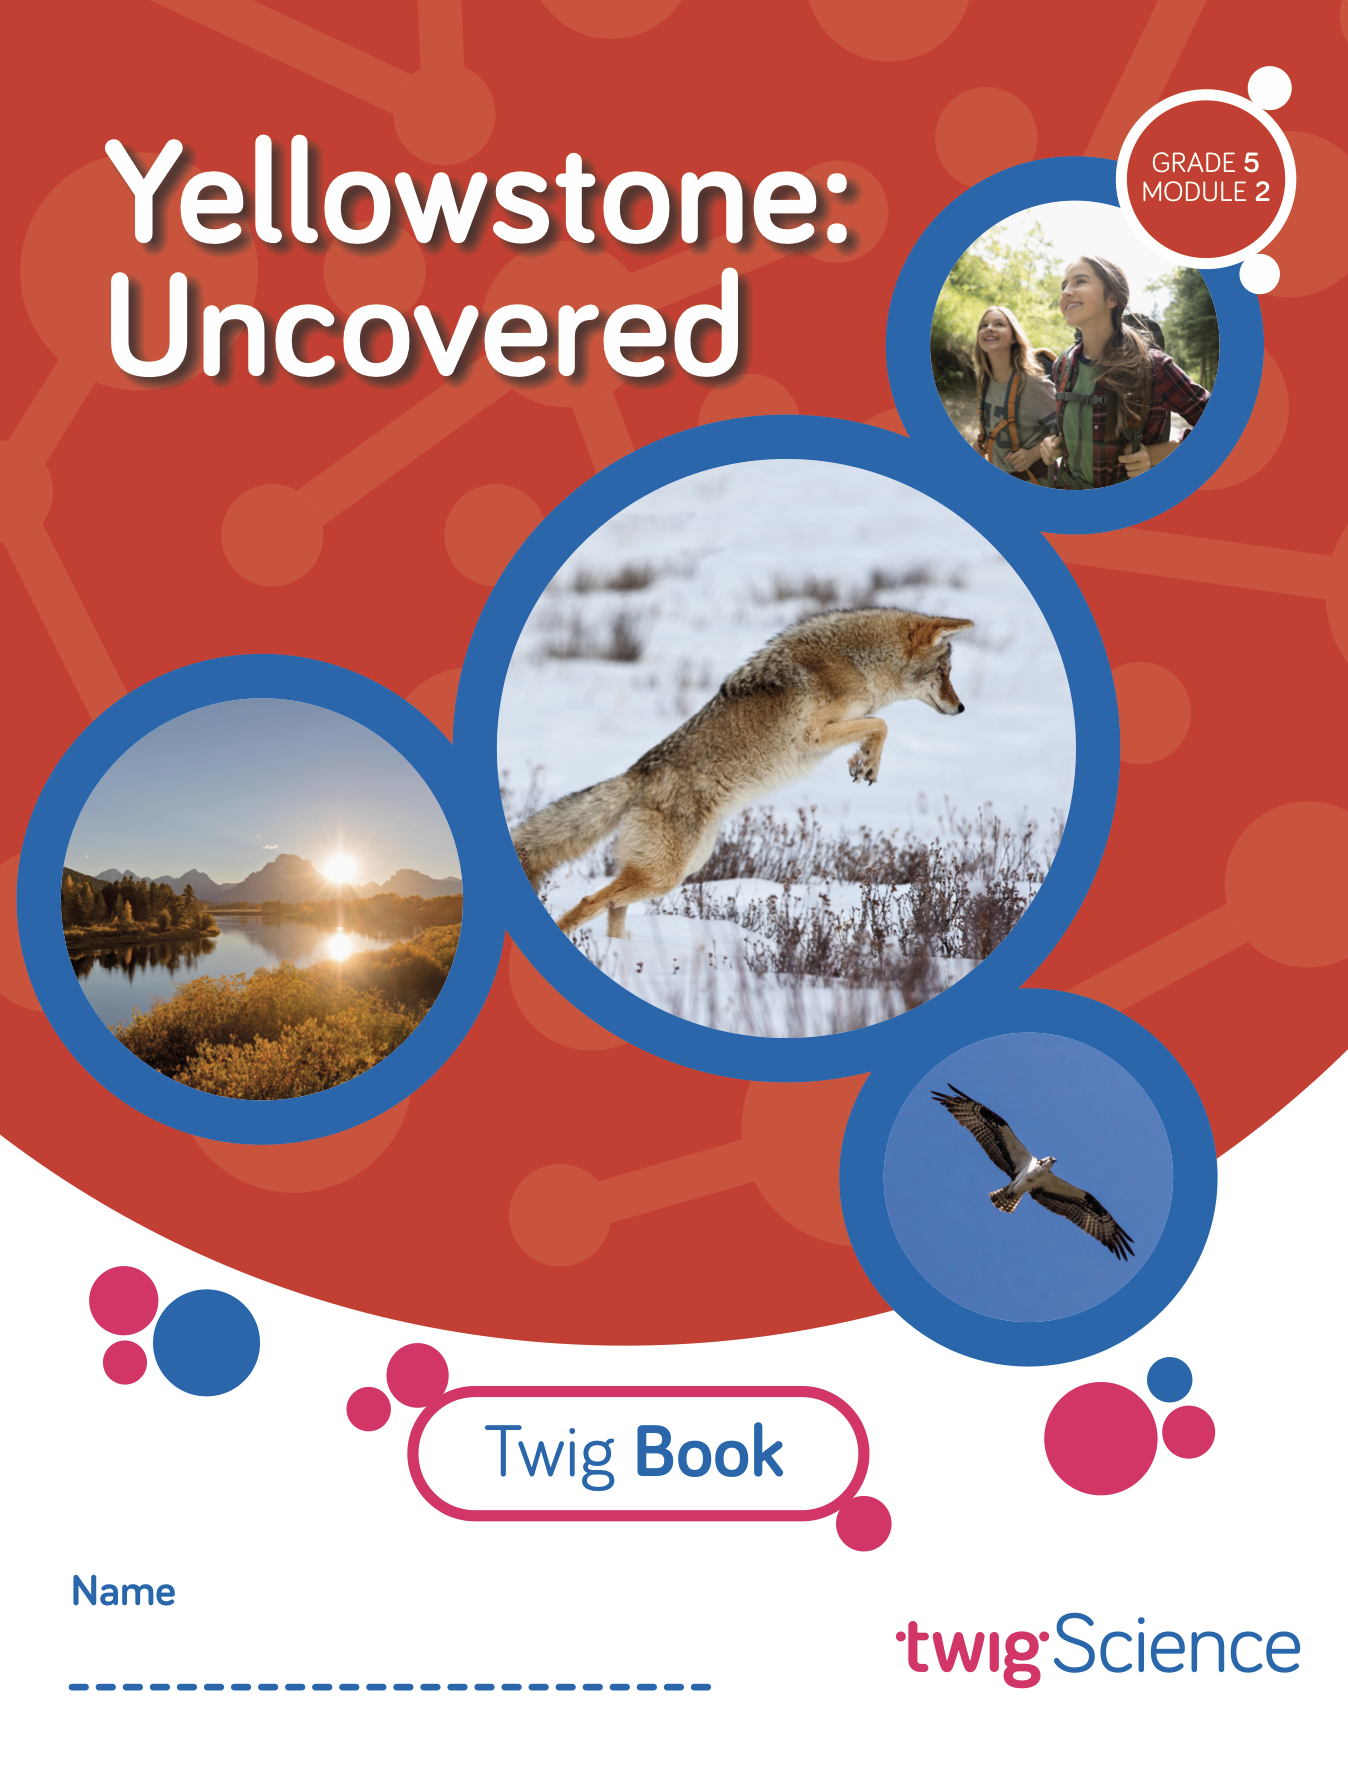 Yellowstone:
Uncovered
GRADE 5
MODULE 2
Twig Book
Name
twig Science